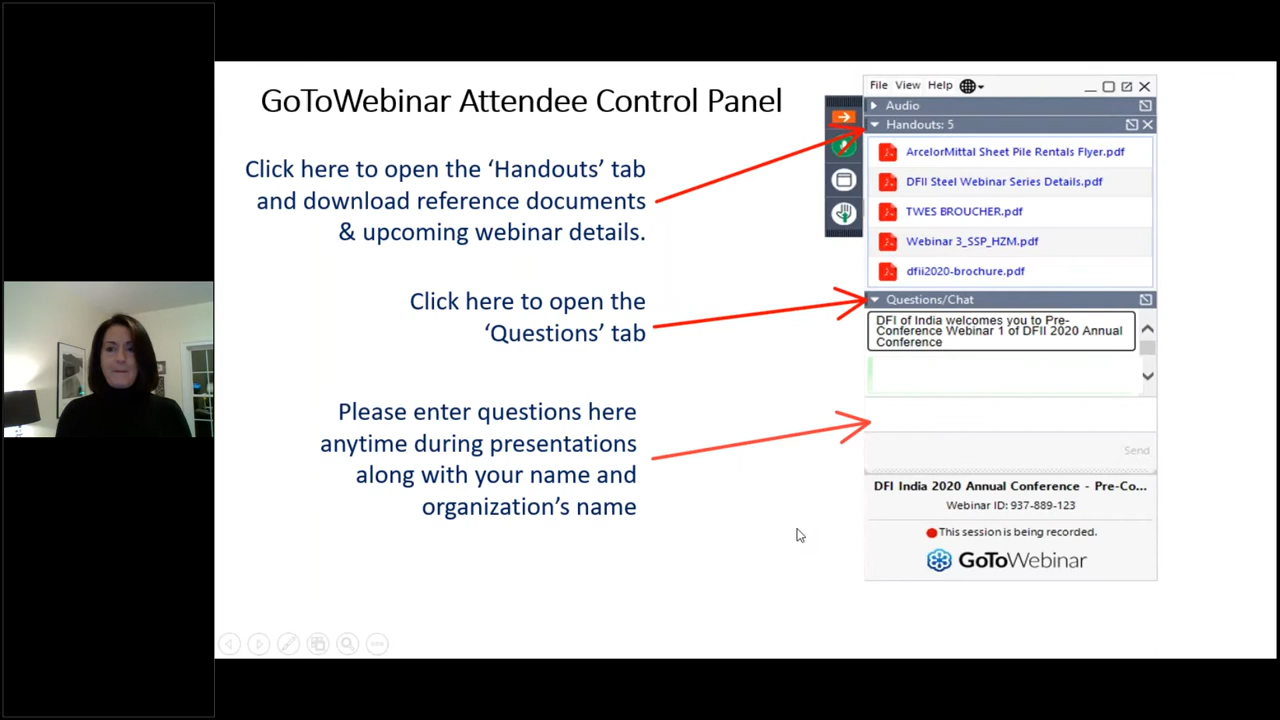 GoToWebinar Attendee Control Panel
Click here to open the ‘Handouts’ tab
and download reference documents
& upcoming webinar details.
Click here to open the
‘Questions’ tab
Please enter questions here
anytime during presentations
along with your name and
organization’s name
File View Help
Audio
Handouts: 5
ArcelorMittal Sheet Pile Rentals Flyer.pdf
DFII Steel Webinar Series Details.pdf
TWES BROUCHER.pdf
Webinar 3_SSP_HZM.pdf
dfii2020-brochure.pdf
Questions/Chat
DFI of India welcomes you to Pre-
Conference Webinar 1 of DFII 2020 Annual
Conference
Send
DFI India 2020 Annual Conference - Pre-Co...
Webinar ID: 937-889-123
This session is being recorded.
GoToWebinar